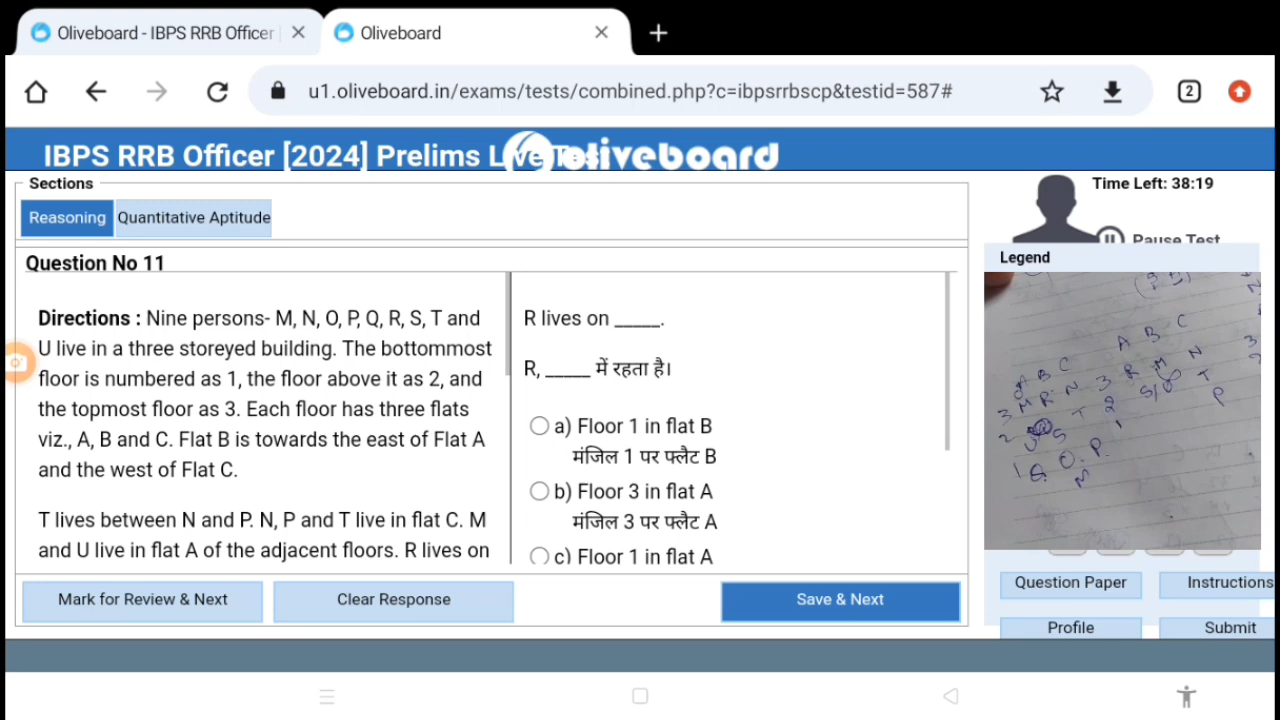 Oliveboard - IBPS RRB Officer
Oliveboard
u1.oliveboard.in/exams/tests/combined.php?c=ibpsrrbscp&testid=587#
2
IBPS RRB Officer [2024] Prelims Live Test
oliveboard
Sections
Reasoning
Quantitative Aptitude
Time Left: 38:19
Pause Test
Question No 11
Legend
Directions : Nine persons- M, N, O, P, Q, R, S, T and
U live in a three storeyed building. The bottommost
floor is numbered as 1, the floor above it as 2, and
the topmost floor as 3. Each floor has three flats
viz., A, B and C. Flat B is towards the east of Flat A
and the west of Flat C.
T lives between N and P. N, P and T live in flat C. M
and U live in flat A of the adjacent floors. R lives on
R lives on _____.
R, _____ में रहता है।
a) Floor 1 in flat B
मंजिल 1 पर फ्लैट B
b) Floor 3 in flat A
मंजिल 3 पर फ्लैट A
c) Floor 1 in flat A
A B C
3 M R N
2 U S T
1 Q O P
A B C
3 R M N
2 S/O T
1 P
Mark for Review & Next
Clear Response
Save & Next
Question Paper
Instructions
Profile
Submit